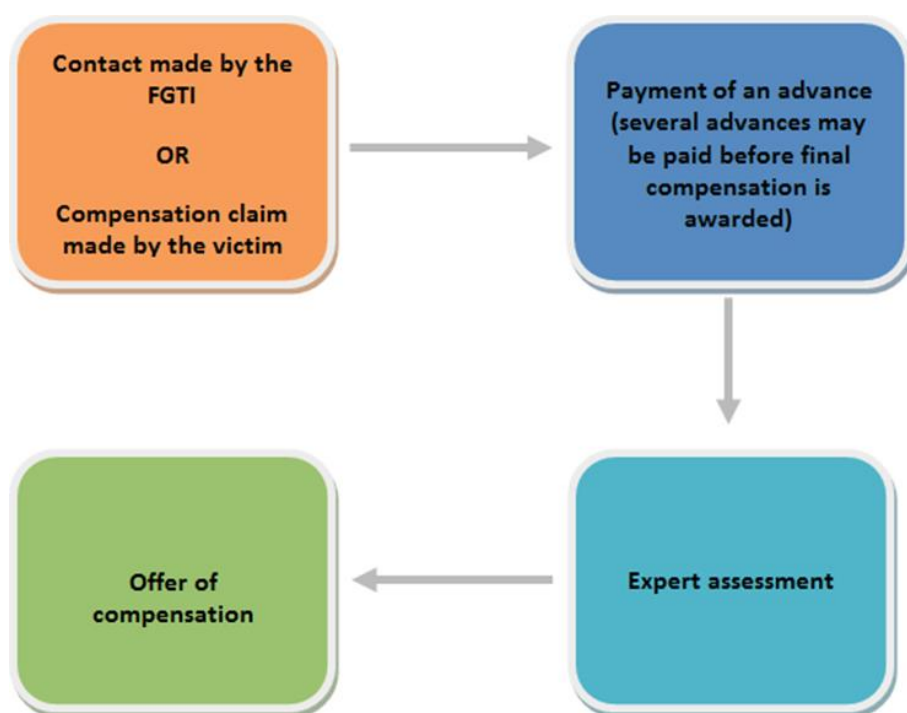 Contact made by the
FGTI
OR
Compensation claim
made by the victim
Payment of an advance
(several advances may
be paid before final
compensation is
awarded)
Expert assessment
Offer of
compensation